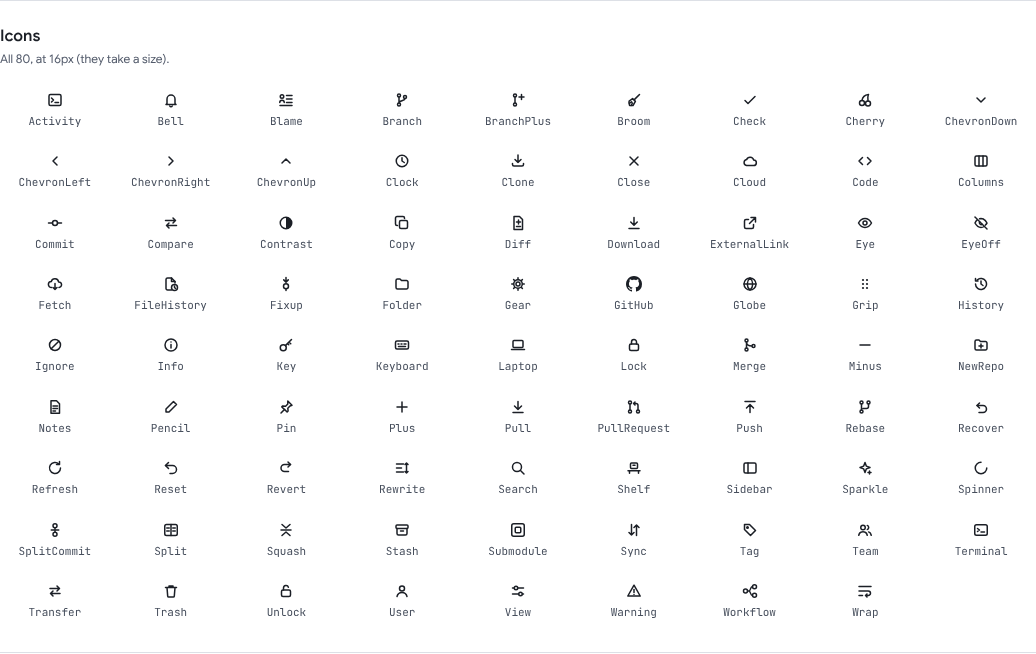 Icons
All 80, at 16px (they take a size).
Activity Bell Blame Branch BranchPlus Broom Check Cherry ChevronDown
ChevronLeft ChevronRight ChevronUp Clock Clone Close Cloud Code Columns
Commit Compare Contrast Copy Diff Download ExternalLink Eye EyeOff
Fetch FileHistory Fixup Folder Gear GitHub Globe Grip History
Ignore Info Key Keyboard Laptop Lock Merge Minus NewRepo
Notes Pencil Pin Plus Pull PullRequest Push Rebase Recover
Refresh Reset Revert Rewrite Search Shelf Sidebar Sparkle Spinner
SplitCommit Split Squash Stash Submodule Sync Tag Team Terminal
Transfer Trash Unlock User View Warning Workflow Wrap